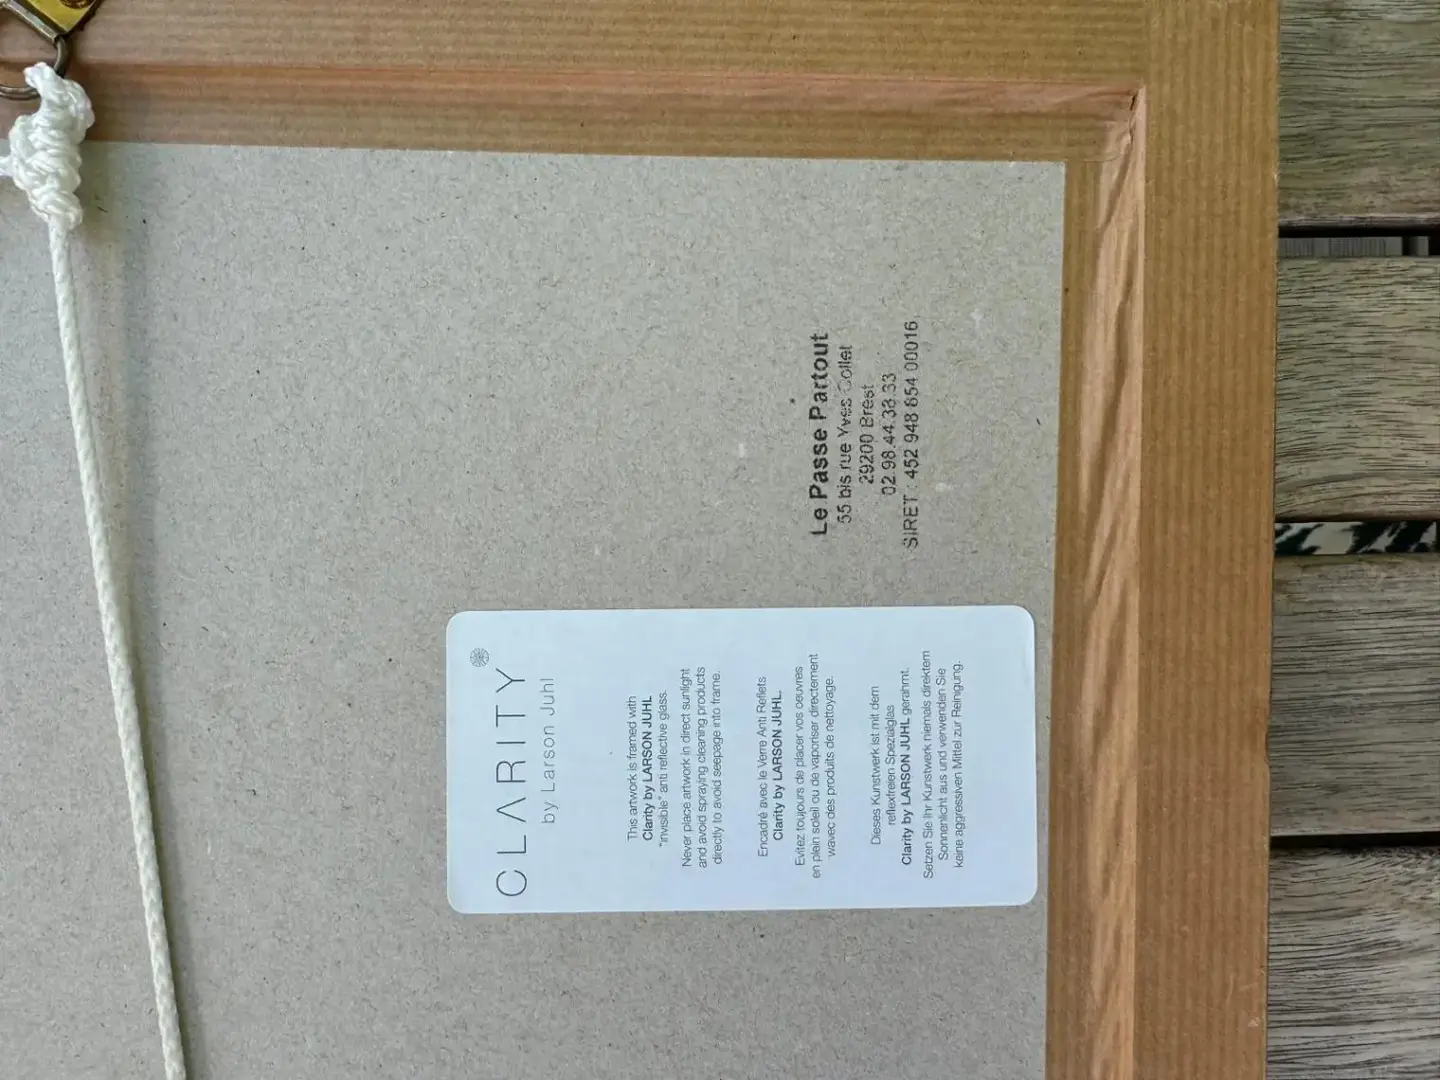 CLARITY
by Larson Juhl
This artwork is framed with
Clarity by LARSON JUHL
"invisible" anti reflective glass.
Never place artwork in direct sunlight
and avoid spraying cleaning products
directly to avoid seepage into frame.
Encadré avec le Verre Anti Reflets
Clarity by LARSON JUHL.
Evitez toujours de placer vos oeuvres
en plein soleil ou de vaporiser directement
wavec des produits de nettoyage.
Dieses Kunstwerk ist mit dem
reflexfreien Spezialglas
Clarity by LARSON JUHL gerahmt.
Setzen Sie Ihr Kunstwerk niemals direktem
Sonnenlicht aus und verwenden Sie
keine aggressiven Mittel zur Reinigung.
Le Passe Partout
55 bis rue Yves Collet
29200 Brest
02.98.44.38.33
SIRET : 452 948 654 00016